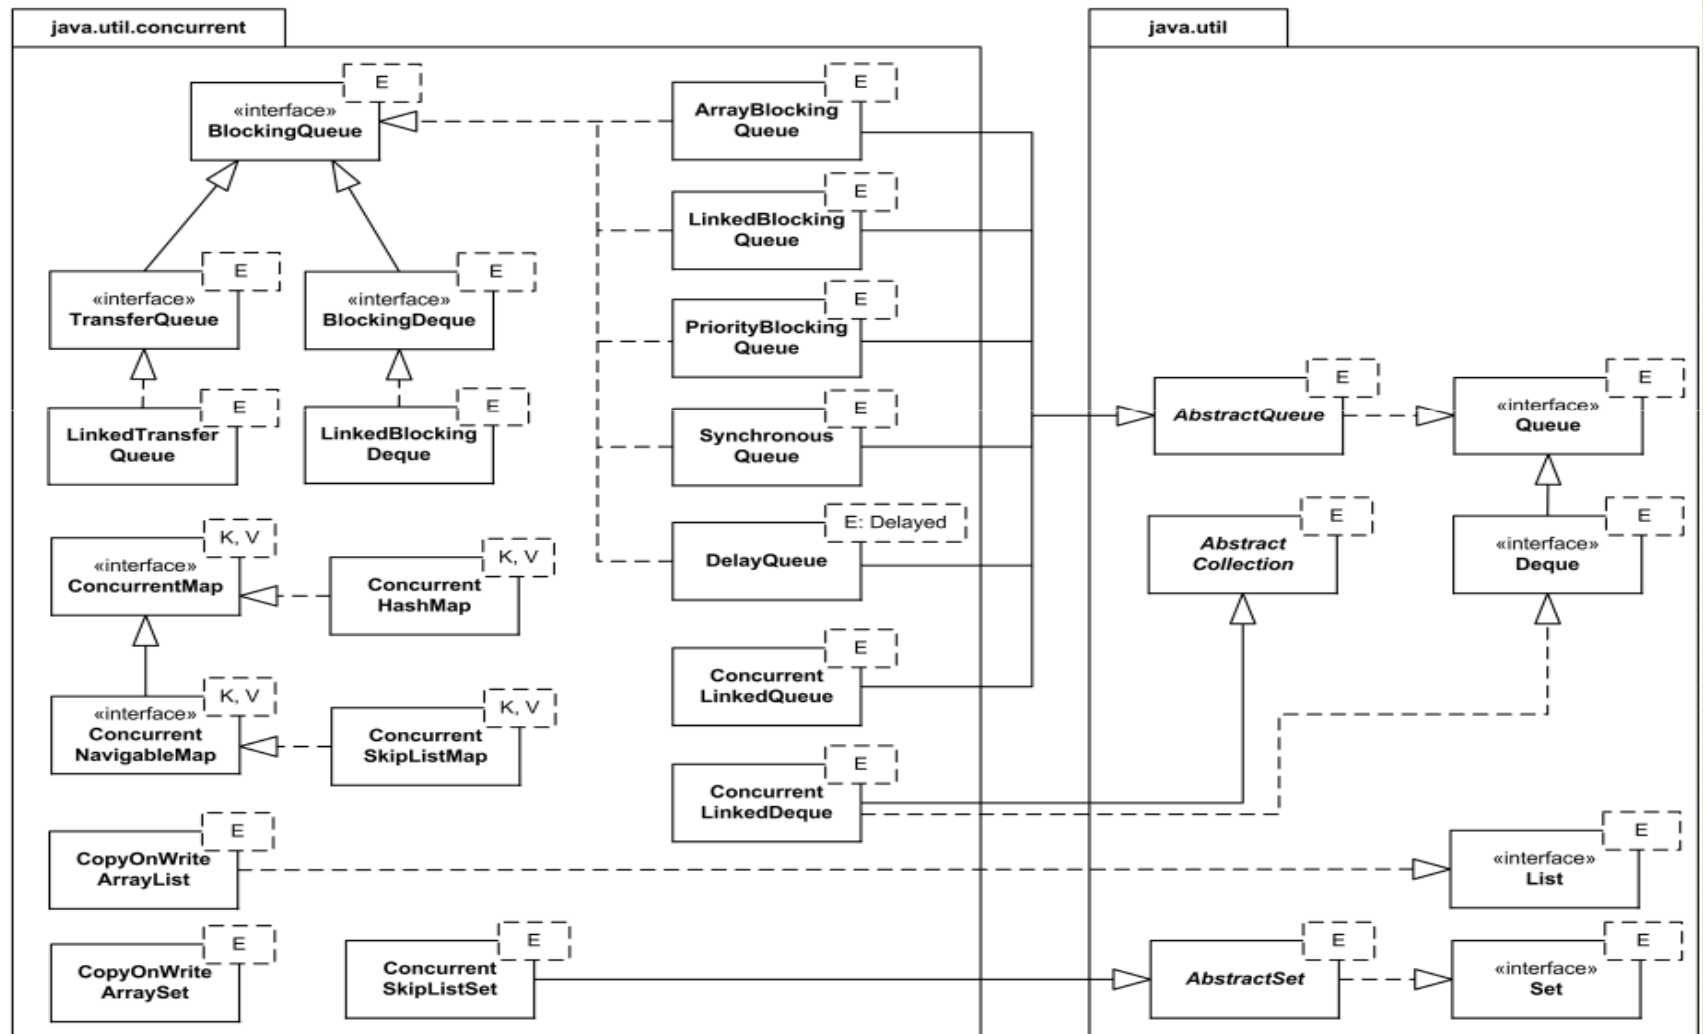 java.util.concurrent
java.util
E
«interface»
BlockingQueue
E
ArrayBlocking
Queue
E
LinkedBlocking
Queue
E
«interface»
TransferQueue
E
«interface»
BlockingDeque
E
PriorityBlocking
Queue
E
LinkedTransfer
Queue
E
LinkedBlocking
Deque
E
Synchronous
Queue
E
AbstractQueue
E
«interface»
Queue
K, V
«interface»
ConcurrentMap
K, V
Concurrent
HashMap
E: Delayed
DelayQueue
E
Abstract
Collection
E
«interface»
Deque
E
Concurrent
LinkedQueue
K, V
«interface»
Concurrent
NavigableMap
K, V
Concurrent
SkipListMap
E
Concurrent
LinkedDeque
E
CopyOnWrite
ArrayList
E
«interface»
List
E
CopyOnWrite
ArraySet
E
Concurrent
SkipListSet
E
AbstractSet
E
«interface»
Set